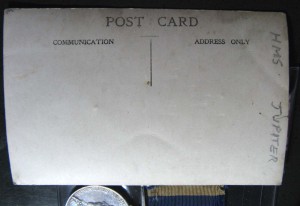 POST CARD
COMMUNICATION
ADDRESS ONLY
HMS. JUPITER